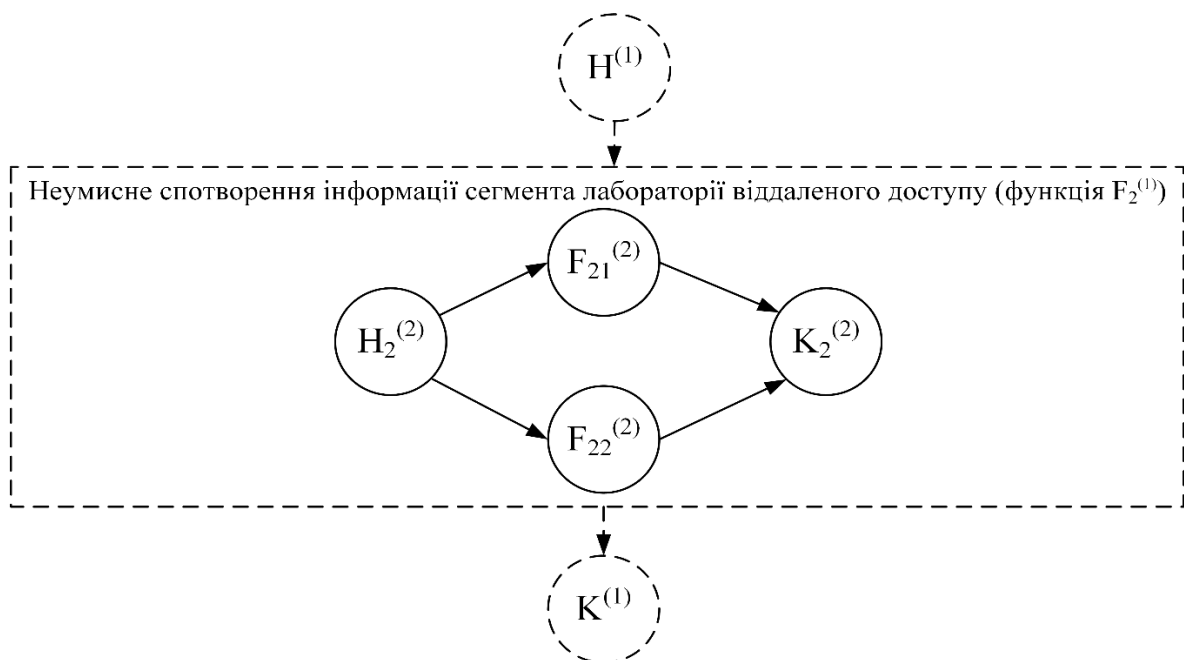 H⁽¹⁾
Неумисне спотворення інформації сегмента лабораторії віддаленого доступу (функція F₂⁽¹⁾)
F₂₁⁽²⁾
H₂⁽²⁾
K₂⁽²⁾
F₂₂⁽²⁾
K⁽¹⁾